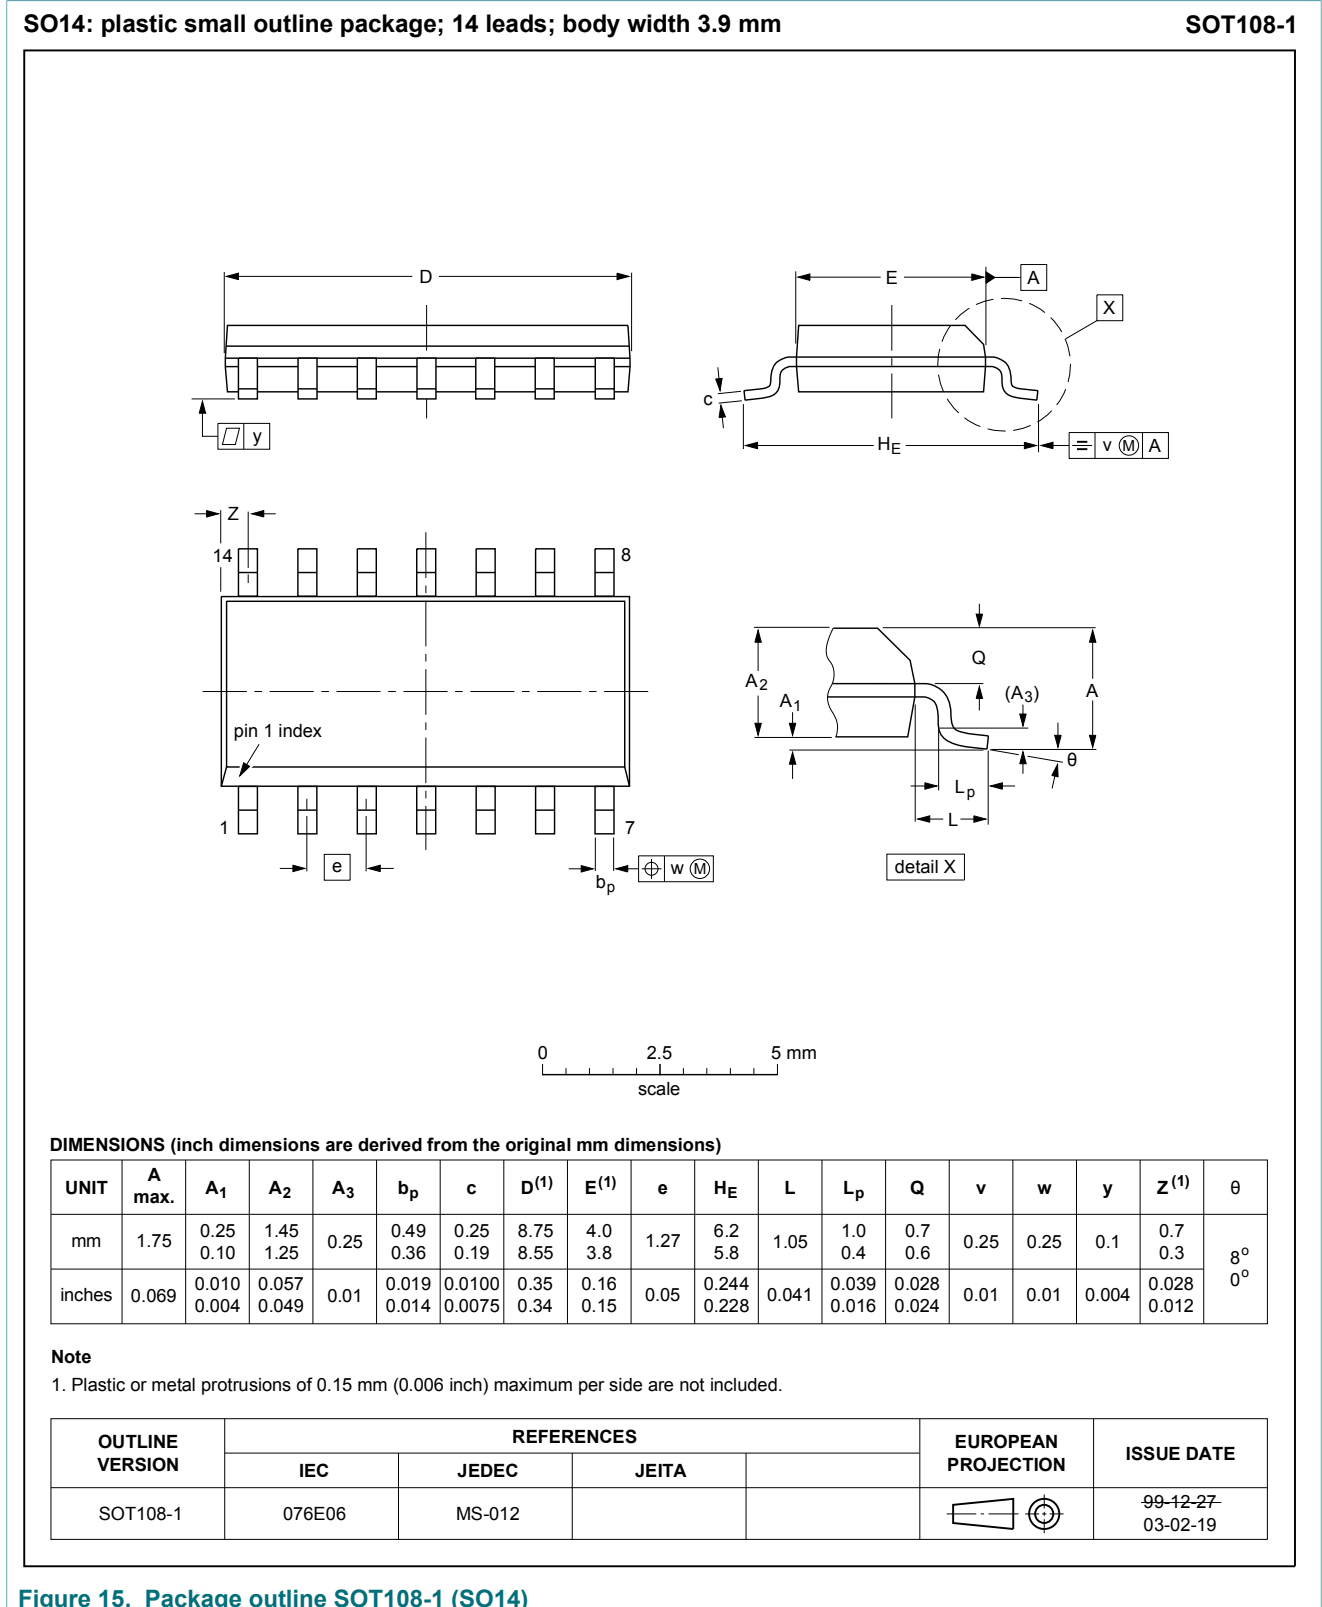 SO14: plastic small outline package; 14 leads; body width 3.9 mm SOT108-1
D
E
A
X
c
y
HE
= v M A
Z
14
8
pin 1 index
1
7
e
bp
w M
Q
A2
A1
(A3)
A
θ
Lp
L
detail X
0 2.5 5 mm
scale
DIMENSIONS (inch dimensions are derived from the original mm dimensions)
UNIT A max. A1 A2 A3 bp c D(1) E(1) e HE L Lp Q v w y Z(1) θ
mm 1.75 0.25 0.10 1.45 1.25 0.25 0.49 0.36 0.25 0.19 8.75 8.55 4.0 3.8 1.27 6.2 5.8 1.05 1.0 0.4 0.7 0.6 0.25 0.25 0.1 0.7 0.3 8° 0°
inches 0.069 0.010 0.004 0.057 0.049 0.01 0.019 0.014 0.0100 0.0075 0.35 0.34 0.16 0.15 0.05 0.244 0.228 0.041 0.039 0.016 0.028 0.024 0.01 0.01 0.004 0.028 0.012
Note
1. Plastic or metal protrusions of 0.15 mm (0.006 inch) maximum per side are not included.
OUTLINE VERSION REFERENCES EUROPEAN PROJECTION ISSUE DATE
IEC JEDEC JEITA
SOT108-1 076E06 MS-012 99-12-27
03-02-19
Figure 15. Package outline SOT108-1 (SO14)